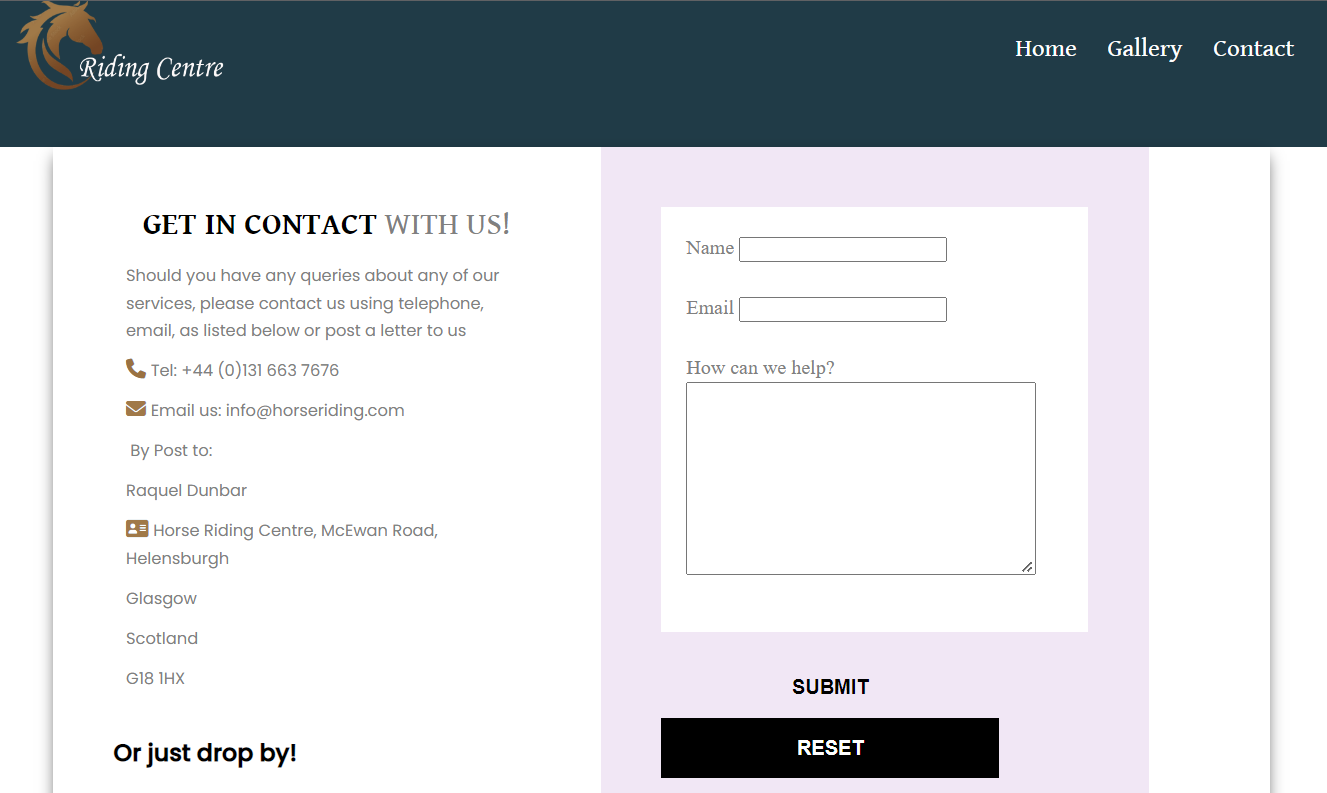 Riding Centre
Home Gallery Contact
GET IN CONTACT WITH US!
Should you have any queries about any of our
services, please contact us using telephone,
email, as listed below or post a letter to us
Tel: +44 (0)131 663 7676
Email us: info@horseriding.com
By Post to:
Raquel Dunbar
Horse Riding Centre, McEwan Road,
Helensburgh
Glasgow
Scotland
G18 1HX
Or just drop by!
Name
Email
How can we help?
SUBMIT
RESET